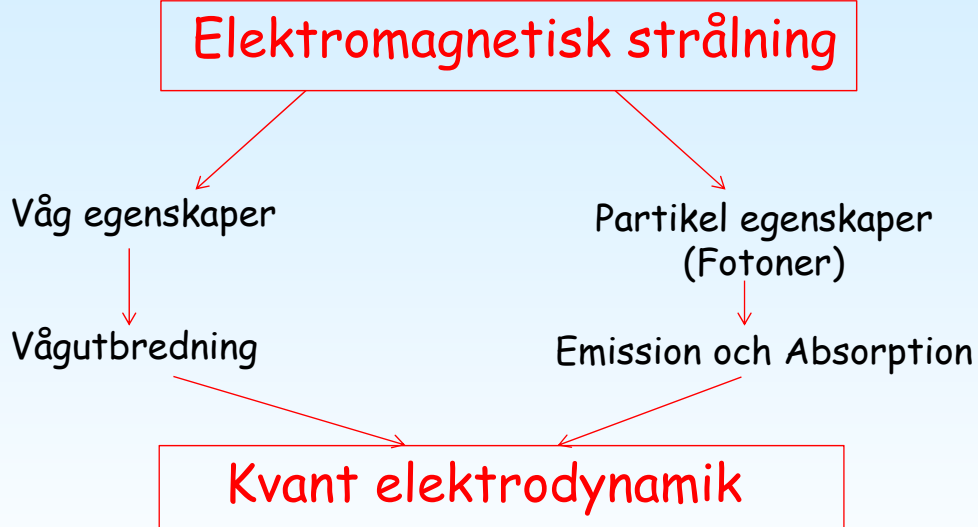 Elektromagnetisk strålning
Våg egenskaper
Partikel egenskaper
(Fotoner)
Vågutbredning
Emission och Absorption
Kvant elektrodynamik